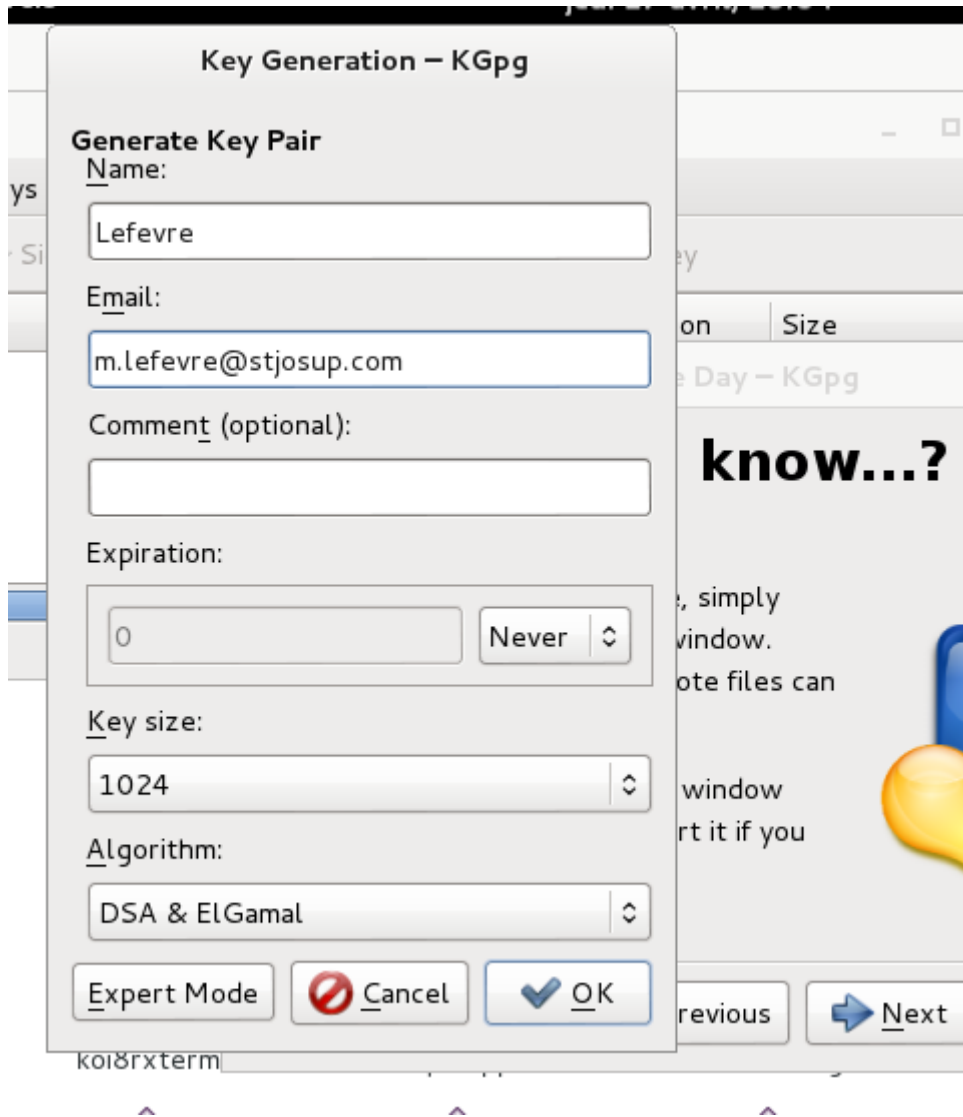 Key Generation – KGpg
Generate Key Pair
Name:
Lefevre
Email:
m.lefevre@stjosup.com
Comment (optional):
Expiration:
0
Never
Key size:
1024
Algorithm:
DSA & ElGamal
Expert Mode
Cancel
OK
ys
Si
ey
on
Size
e Day – KGpg
know...?
e, simply
window.
ote files can
window
rt it if you
revious
Next
koi8rxterm